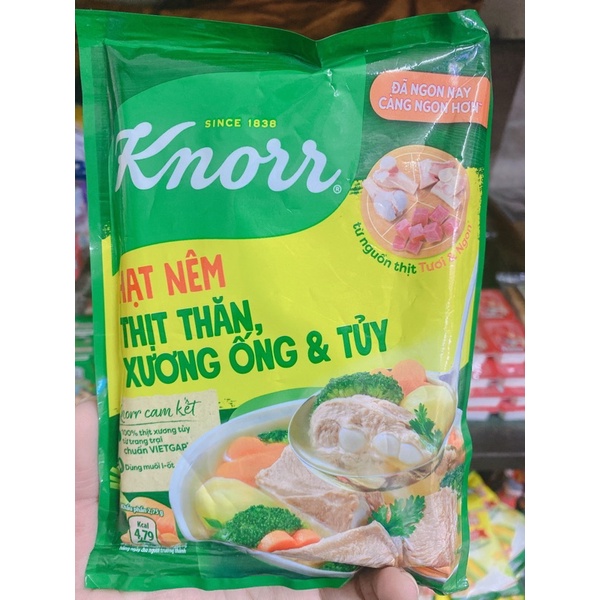 ĐÃ NGON NAY
CÀNG NGON HƠN
SINCE 1838
Knorr®
từ nguồn thịt Tươi & Ngon
HẠT NÊM
THỊT THĂN,
XƯƠNG ỐNG & TỦY
Knorr cam kết
100% thịt xương tủy
từ trang trại
chuẩn VIETGAP
Dùng muối I-ốt
Kcal
4,79